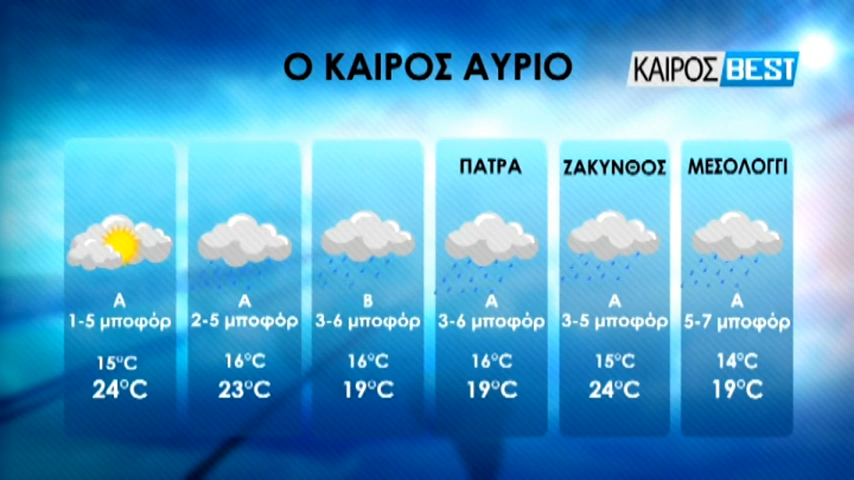 Ο ΚΑΙΡΟΣ ΑΥΡΙΟ
ΚΑΙΡΟΣ BEST
ΠΑΤΡΑ ΖΑΚΥΝΘΟΣ ΜΕΣΟΛΟΓΓΙ
Α Α Β Α Α Α
1-5 μποφόρ 2-5 μποφόρ 3-6 μποφόρ 3-6 μποφόρ 3-5 μποφόρ 5-7 μποφόρ
15°C 16°C 16°C 16°C 15°C 14°C
24°C 23°C 19°C 19°C 24°C 19°C